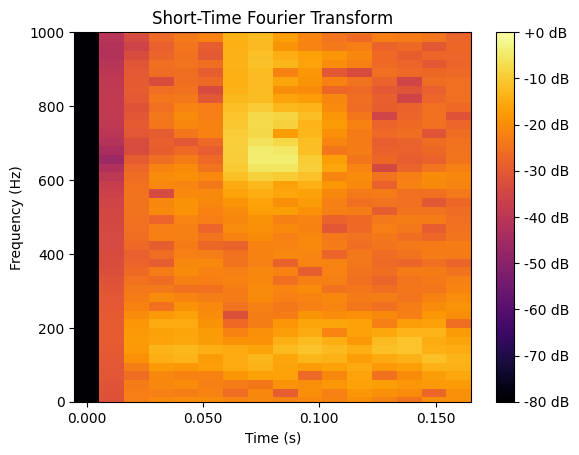 Short-Time Fourier Transform
1000
800
600
400
200
0
Frequency (Hz)
0.000
0.050
0.100
0.150
Time (s)
+0 dB
-10 dB
-20 dB
-30 dB
-40 dB
-50 dB
-60 dB
-70 dB
-80 dB